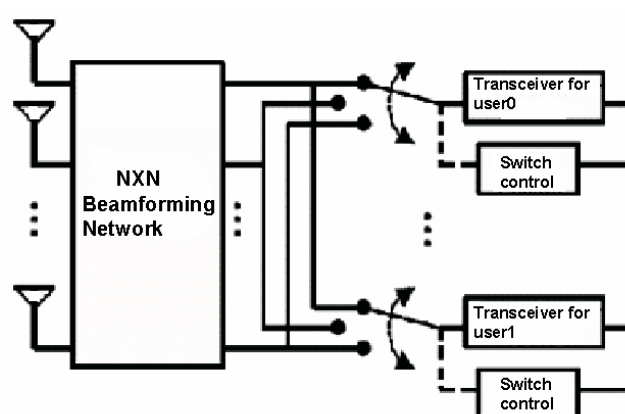 NXN
Beamforming
Network
Transceiver for
user0
Switch
control
Transceiver for
user1
Switch
control